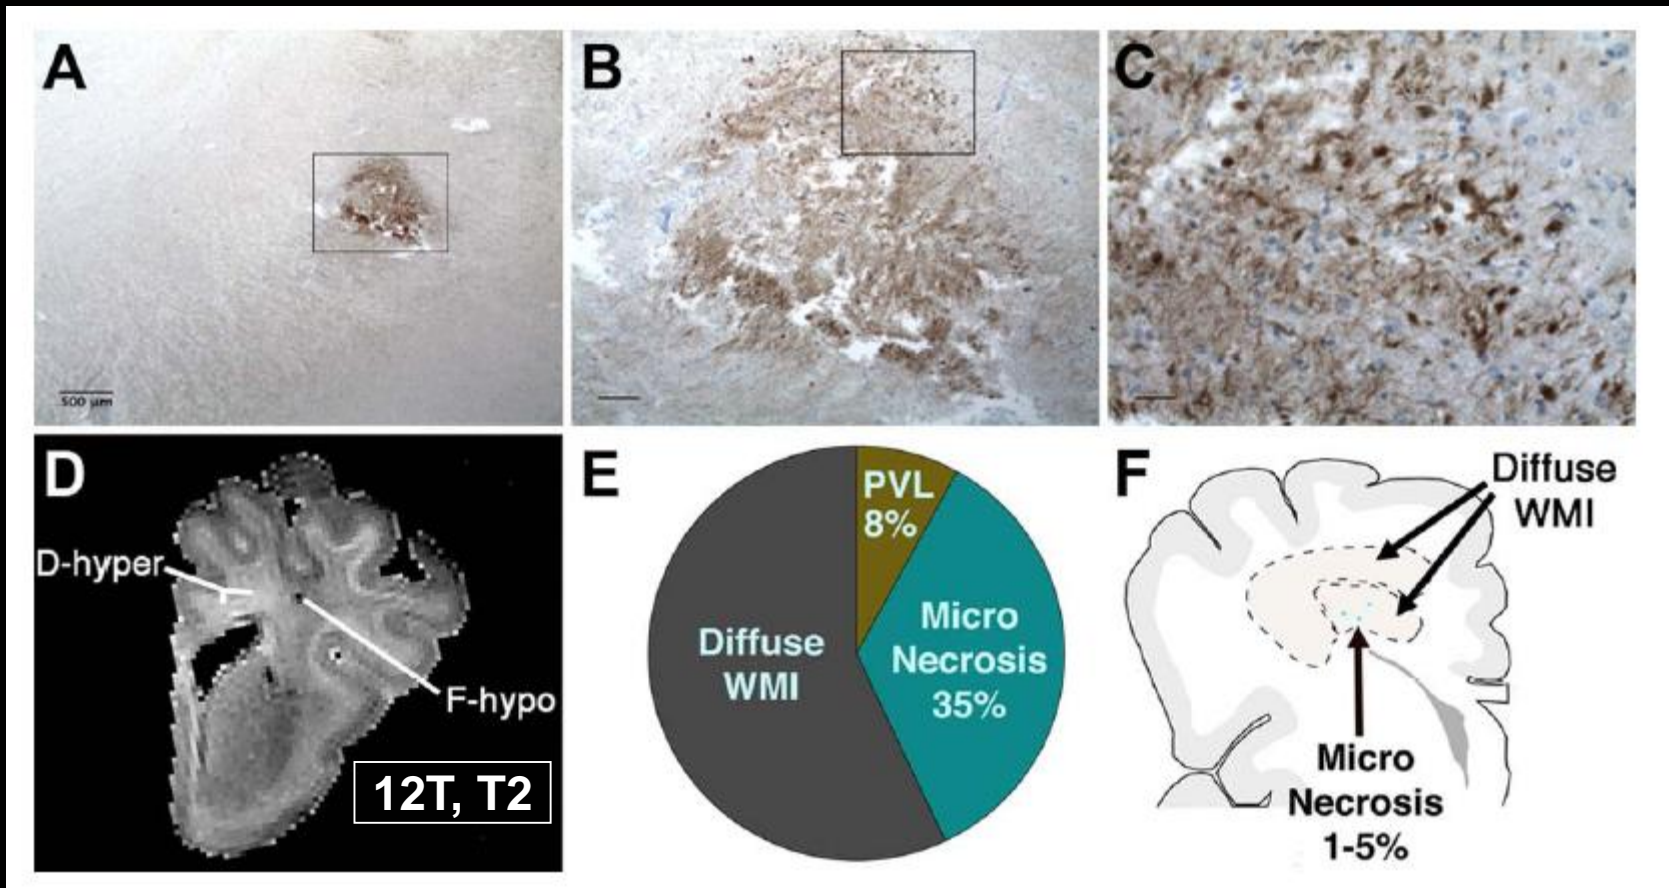 A
B
C
500 µm
D
D-hyper
F-hypo
12T, T2
E
PVL
8%
Micro
Necrosis
35%
Diffuse
WMI
F
Diffuse
WMI
Micro
Necrosis
1-5%